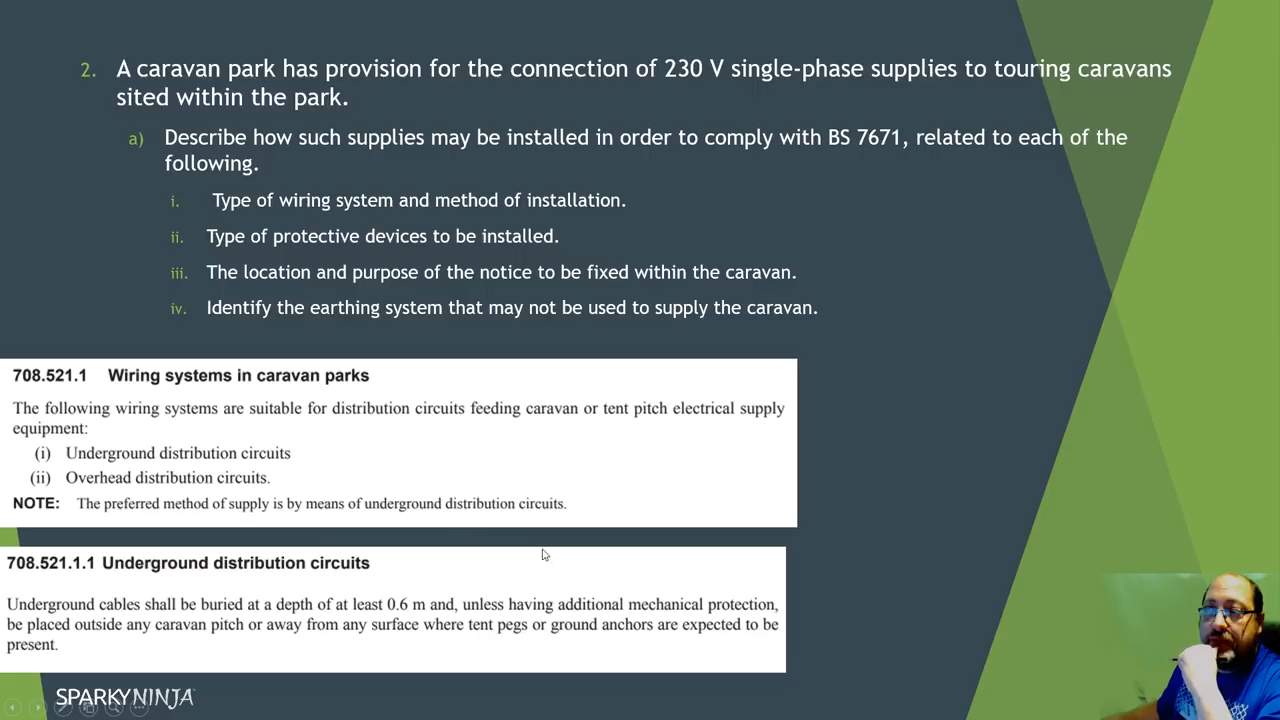 2. A caravan park has provision for the connection of 230 V single-phase supplies to touring caravans
sited within the park.
a) Describe how such supplies may be installed in order to comply with BS 7671, related to each of the
following.
i. Type of wiring system and method of installation.
ii. Type of protective devices to be installed.
iii. The location and purpose of the notice to be fixed within the caravan.
iv. Identify the earthing system that may not be used to supply the caravan.
708.521.1 Wiring systems in caravan parks
The following wiring systems are suitable for distribution circuits feeding caravan or tent pitch electrical supply
equipment:
(i) Underground distribution circuits
(ii) Overhead distribution circuits.
NOTE: The preferred method of supply is by means of underground distribution circuits.
708.521.1.1 Underground distribution circuits
Underground cables shall be buried at a depth of at least 0.6 m and, unless having additional mechanical protection,
be placed outside any caravan pitch or away from any surface where tent pegs or ground anchors are expected to be
present.
SPARKYNINJA